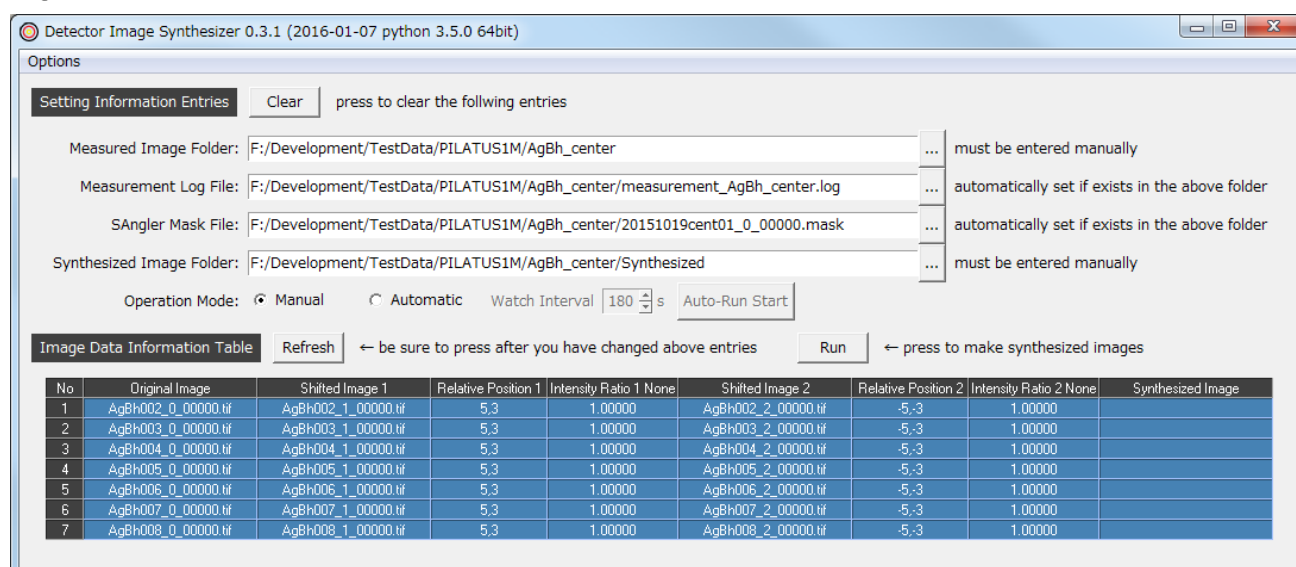 Detector Image Synthesizer 0.3.1 (2016-01-07 python 3.5.0 64bit)
Options
Setting Information Entries Clear press to clear the follwing entries
Measured Image Folder: F:/Development/TestData/PILATUS1M/AgBh_center ... must be entered manually
Measurement Log File: F:/Development/TestData/PILATUS1M/AgBh_center/measurement_AgBh_center.log ... automatically set if exists in the above folder
SAngler Mask File: F:/Development/TestData/PILATUS1M/AgBh_center/20151019cent01_0_00000.mask ... automatically set if exists in the above folder
Synthesized Image Folder: F:/Development/TestData/PILATUS1M/AgBh_center/Synthesized ... must be entered manually
Operation Mode: Manual Automatic Watch Interval 180 s Auto-Run Start
Image Data Information Table Refresh ← be sure to press after you have changed above entries Run ← press to make synthesized images
No Original Image Shifted Image 1 Relative Position 1 Intensity Ratio 1 None Shifted Image 2 Relative Position 2 Intensity Ratio 2 None Synthesized Image
1 AgBh002_0_00000.tif AgBh002_1_00000.tif 5,3 1.00000 AgBh002_2_00000.tif -5,-3 1.00000
2 AgBh003_0_00000.tif AgBh003_1_00000.tif 5,3 1.00000 AgBh003_2_00000.tif -5,-3 1.00000
3 AgBh004_0_00000.tif AgBh004_1_00000.tif 5,3 1.00000 AgBh004_2_00000.tif -5,-3 1.00000
4 AgBh005_0_00000.tif AgBh005_1_00000.tif 5,3 1.00000 AgBh005_2_00000.tif -5,-3 1.00000
5 AgBh006_0_00000.tif AgBh006_1_00000.tif 5,3 1.00000 AgBh006_2_00000.tif -5,-3 1.00000
6 AgBh007_0_00000.tif AgBh007_1_00000.tif 5,3 1.00000 AgBh007_2_00000.tif -5,-3 1.00000
7 AgBh008_0_00000.tif AgBh008_1_00000.tif 5,3 1.00000 AgBh008_2_00000.tif -5,-3 1.00000